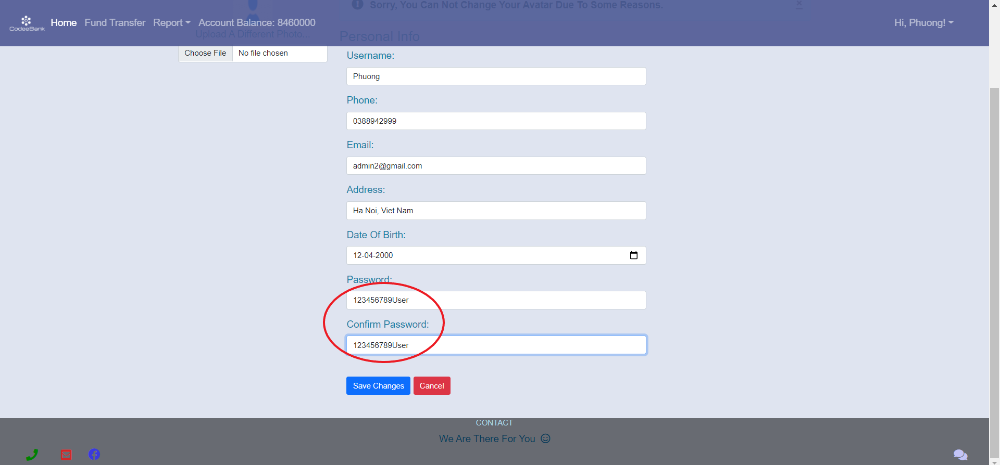 Sorry, You Can Not Change Your Avatar Due To Some Reasons.
CodeeBank Home Fund Transfer Report Account Balance: 8460000 Hi, Phuong!
Upload A Different Photo...
Personal Info
Choose File No file chosen
Username:
Phuong
Phone:
0388942999
Email:
admin2@gmail.com
Address:
Ha Noi, Viet Nam
Date Of Birth:
12-04-2000
Password:
123456789User
Confirm Password:
123456789User
Save Changes Cancel
CONTACT
We Are There For You